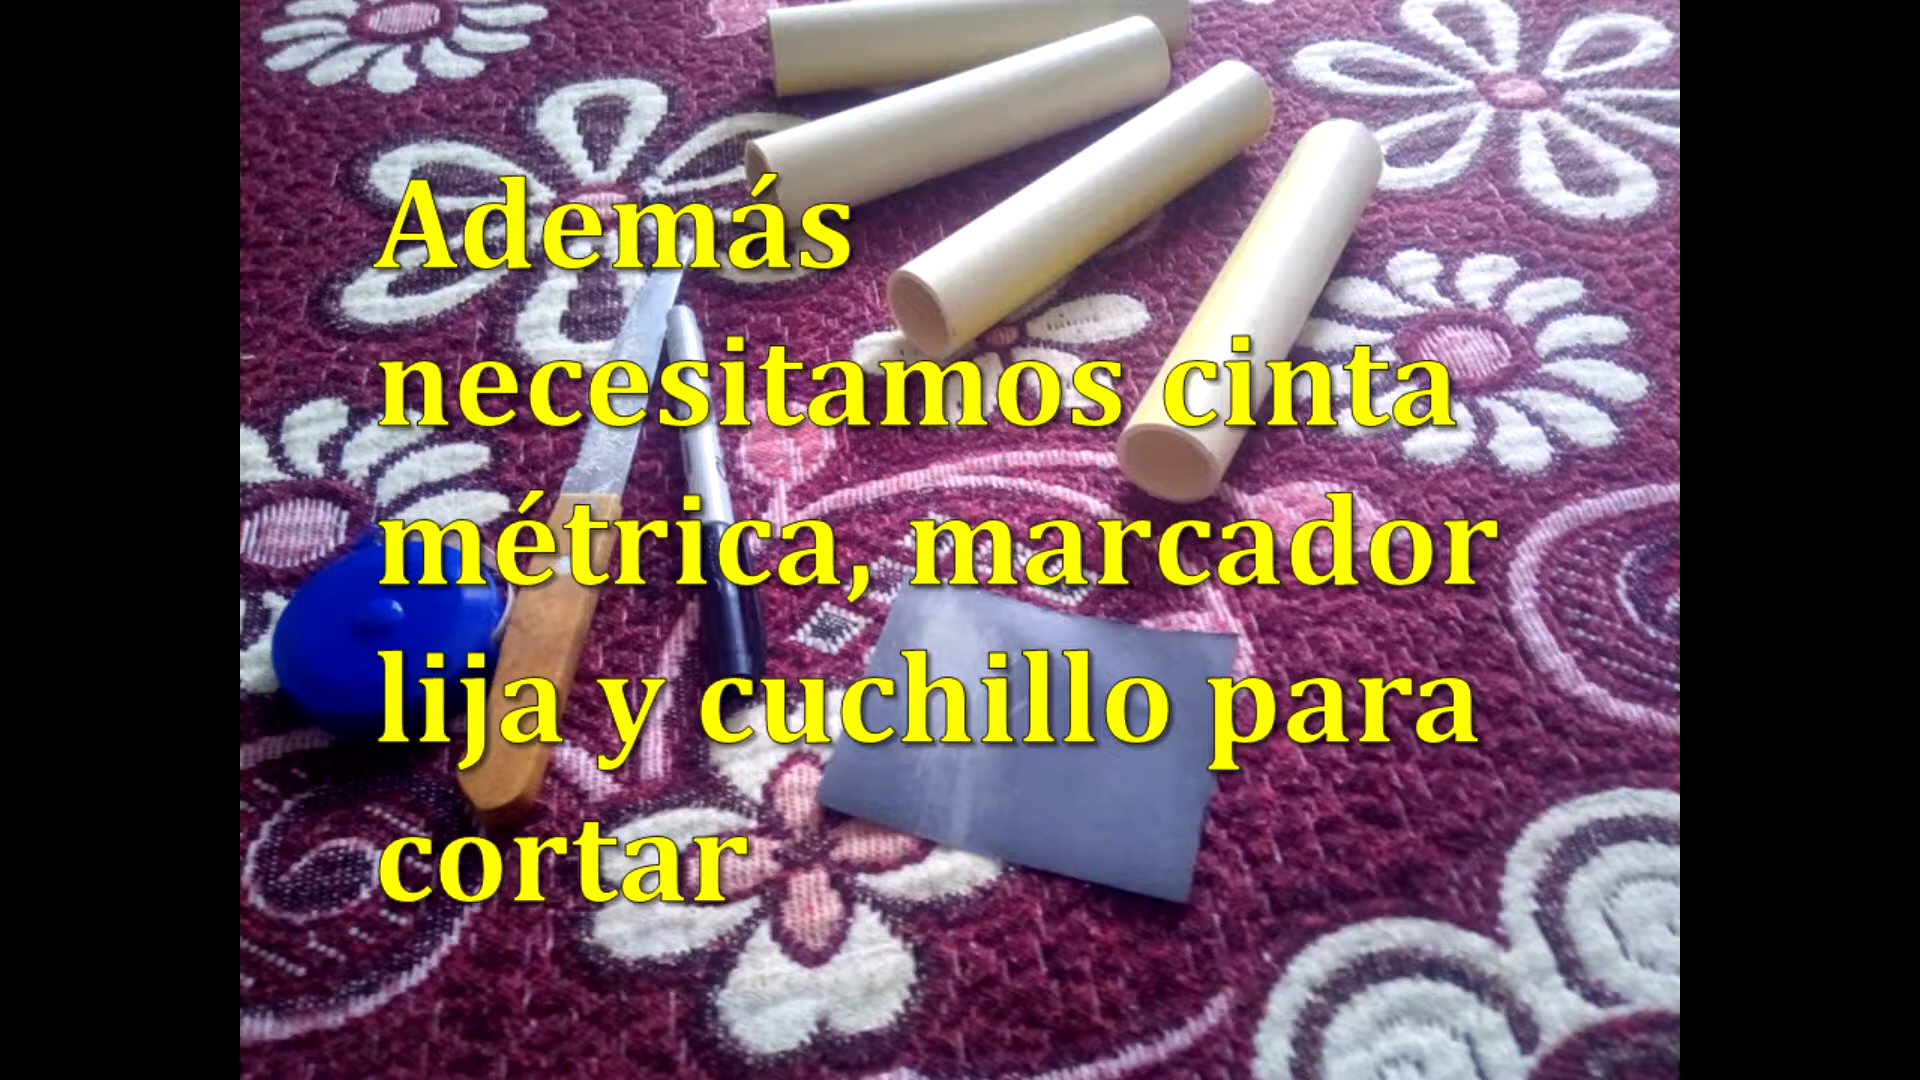 Además
necesitamos cinta
métrica, marcador
lija y cuchillo para
cortar